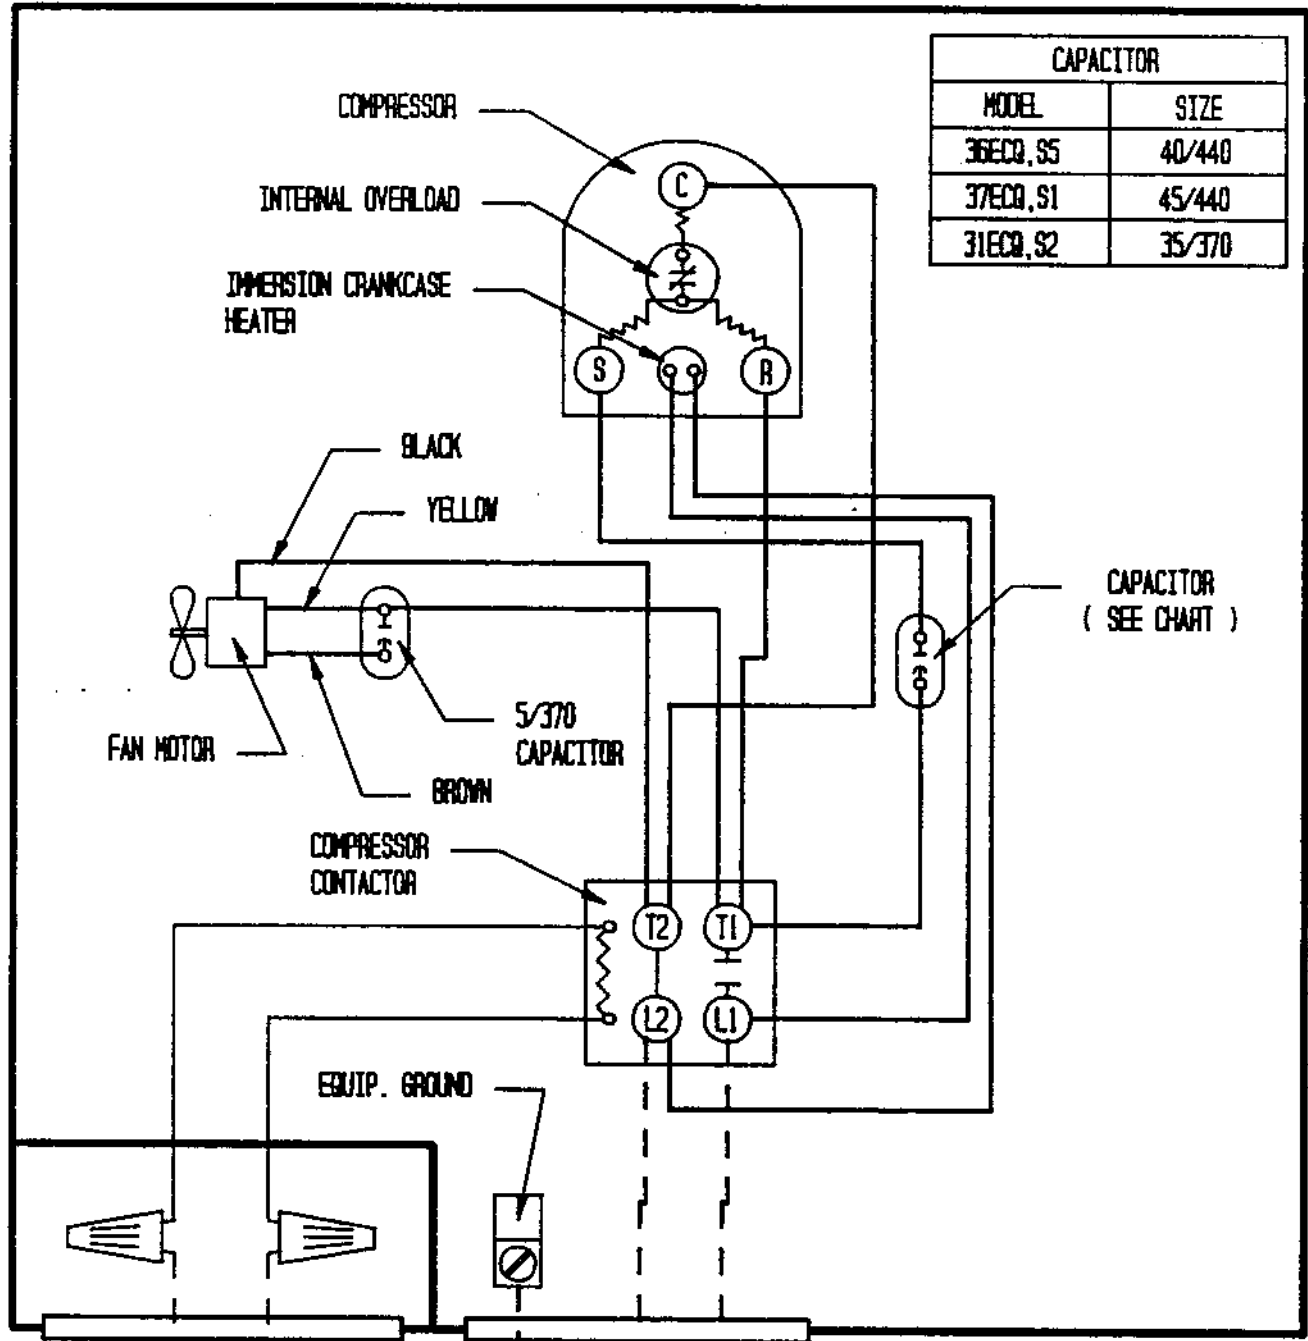 CAPACITOR
MODEL SIZE
36ECQ,S5 40/440
37ECQ,S1 45/440
31ECQ,S2 35/370
COMPRESSOR
C
INTERNAL OVERLOAD
IMMERSION CRANKCASE
HEATER
S
R
BLACK
YELLOW
CAPACITOR
( SEE CHART )
5/370
CAPACITOR
FAN MOTOR
BROWN
COMPRESSOR
CONTACTOR
T2 T1
L2 L1
EQUIP. GROUND